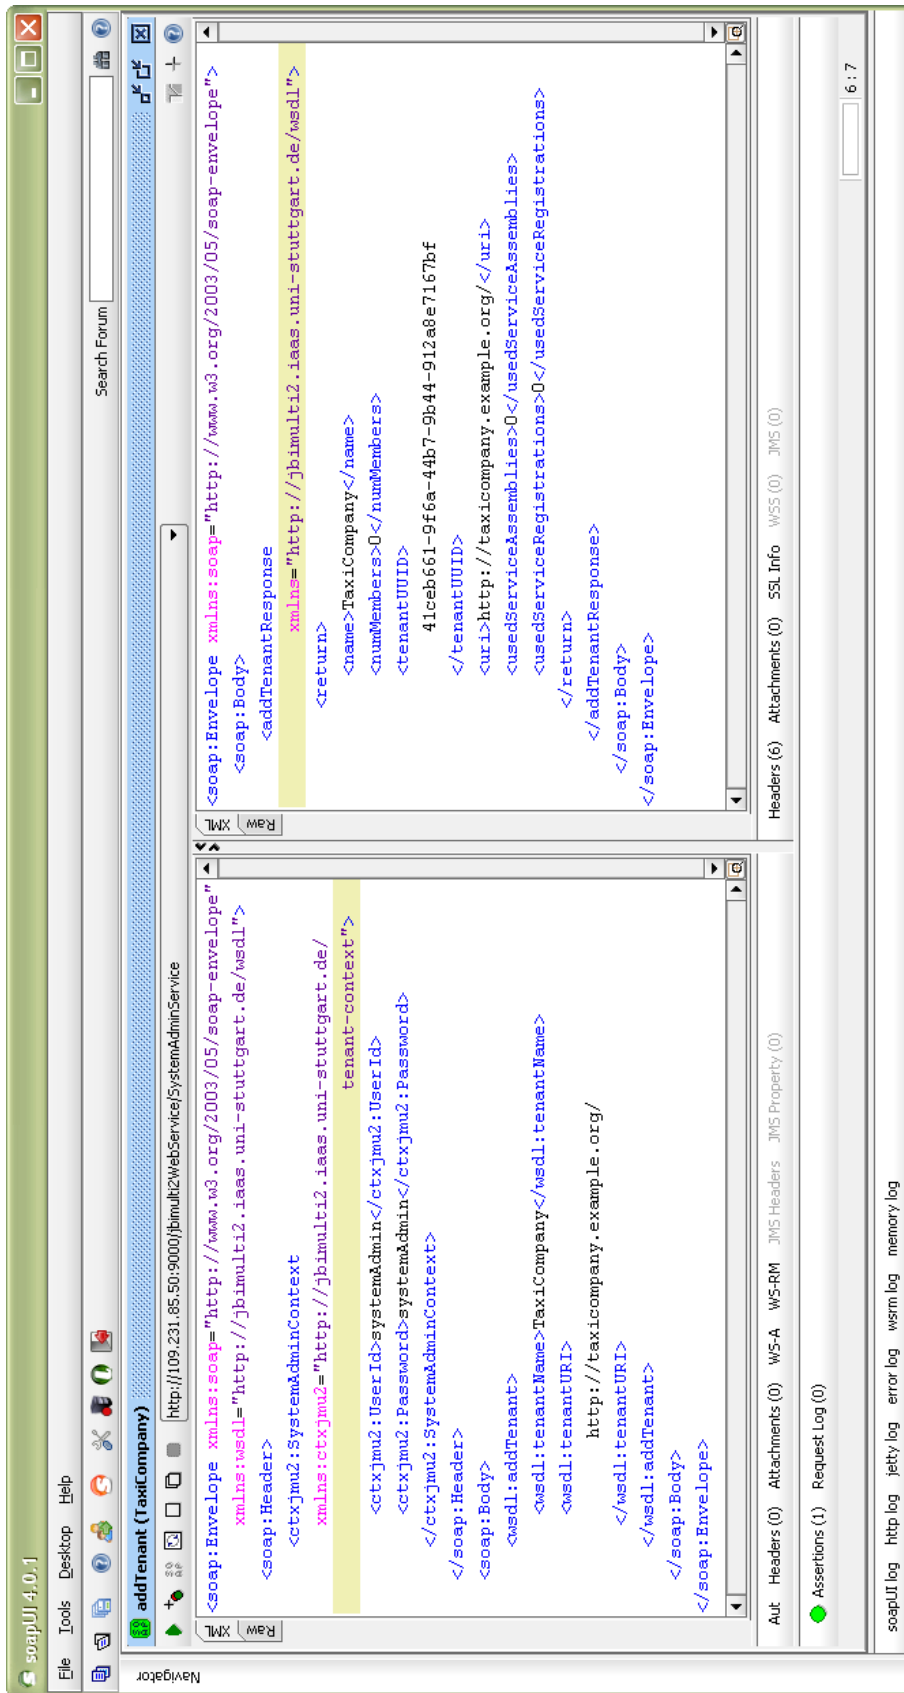 soapUI 4.0.1
File Tools Desktop Help
Search Forum
Navigator
addTenant (TaxiCompany)
http://109.231.85.50:9000/jbimulti2WebService/SystemAdminService
XML
Raw
<soap:Envelope xmlns:soap="http://www.w3.org/2003/05/soap-envelope"
xmlns:wsdl="http://jbimulti2.iaas.uni-stuttgart.de/wsdl">
<soap:Header>
<ctxjmu2:SystemAdminContext
xmlns:ctxjmu2="http://jbimulti2.iaas.uni-stuttgart.de/
tenant-context">
<ctxjmu2:UserId>systemAdmin</ctxjmu2:UserId>
<ctxjmu2:Password>systemAdmin</ctxjmu2:Password>
</ctxjmu2:SystemAdminContext>
</soap:Header>
<soap:Body>
<wsdl:addTenant>
<wsdl:tenantName>TaxiCompany</wsdl:tenantName>
<wsdl:tenantURI>
http://taxicompany.example.org/
</wsdl:tenantURI>
</wsdl:addTenant>
</soap:Body>
</soap:Envelope>
Aut Headers (0) Attachments (0) WS-A WS-RM JMS Headers JMS Property (0)
XML
Raw
<soap:Envelope xmlns:soap="http://www.w3.org/2003/05/soap-envelope">
<soap:Body>
<addTenantResponse
xmlns="http://jbimulti2.iaas.uni-stuttgart.de/wsdl">
<return>
<name>TaxiCompany</name>
<numMembers>0</numMembers>
<tenantUUID>
41ceb661-9f6a-44b7-9b44-912a8e7167bf
</tenantUUID>
<uri>http://taxicompany.example.org/</uri>
<usedServiceAssemblies>0</usedServiceAssemblies>
<usedServiceRegistrations>0</usedServiceRegistrations>
</return>
</addTenantResponse>
</soap:Body>
</soap:Envelope>
Headers (6) Attachments (0) SSL Info WSS (0) JMS (0)
Assertions (1) Request Log (0)
6 : 7
soapUI log http log jetty log error log wsrm log memory log